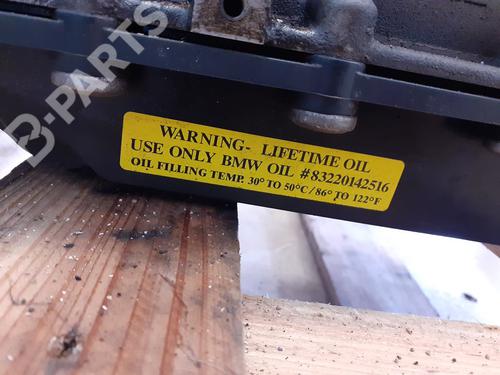 B-PARTS
WARNING- LIFETIME OIL
USE ONLY BMW OIL #83220142516
OIL FILLING TEMP. 30° TO 50°C/86° TO 122°F